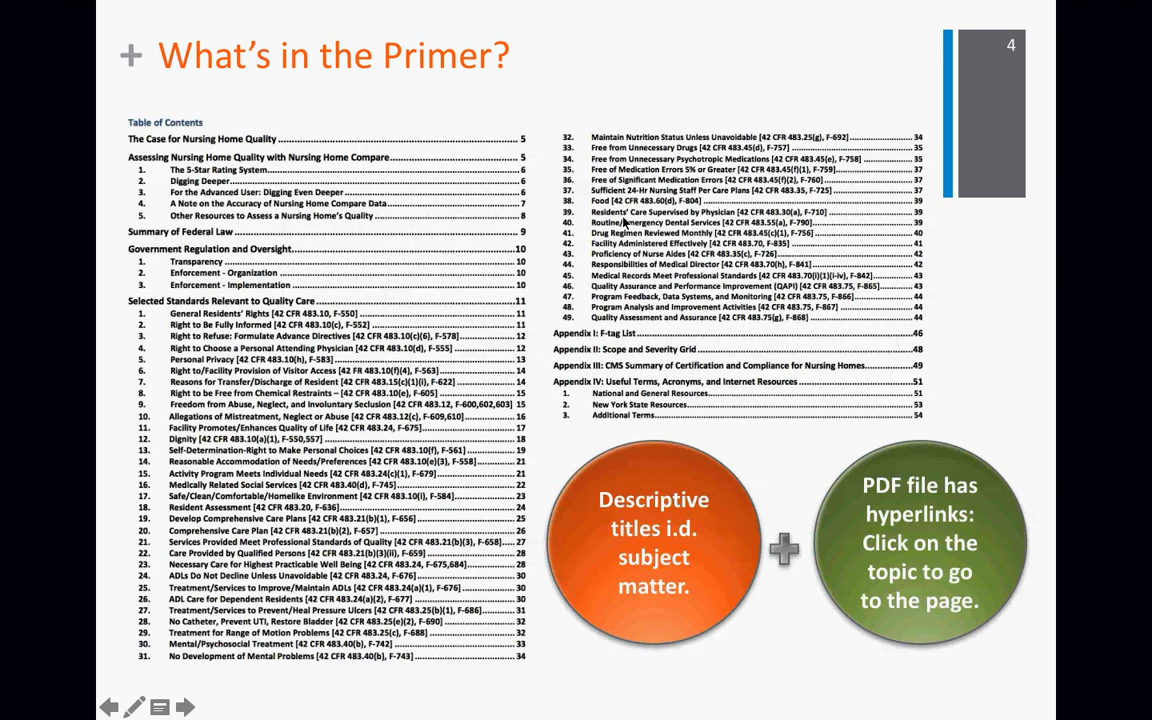 + What's in the Primer?
4
Table of Contents
The Case for Nursing Home Quality ........ 5
Assessing Nursing Home Quality with Nursing Home Compare ........ 5
1. The 5-Star Rating System ........ 6
2. Digging Deeper ........ 6
3. For the Advanced User: Digging Even Deeper ........ 6
4. A Note on the Accuracy of Nursing Home Compare Data ........ 7
5. Other Resources to Assess a Nursing Home's Quality ........ 8
Summary of Federal Law ........ 9
Government Regulation and Oversight ........ 10
1. Transparency ........ 10
2. Enforcement - Organization ........ 10
3. Enforcement - Implementation ........ 10
Selected Standards Relevant to Quality Care ........ 11
1. General Residents' Rights [42 CFR 483.10, F-550] ........ 11
2. Right to Be Fully Informed [42 CFR 483.10(c), F-552] ........ 11
3. Right to Refuse: Formulate Advance Directives [42 CFR 483.10(c)(6), F-578] ........ 12
4. Right to Choose a Personal Attending Physician [42 CFR 483.10(d), F-555] ........ 12
5. Personal Privacy [42 CFR 483.10(h), F-583] ........ 13
6. Right to/Facility Provision of Visitor Access [42 FR 483.10(f)(4), F-563] ........ 14
7. Reasons for Transfer/Discharge of Resident [42 CFR 483.15(c)(1)(i), F-622] ........ 14
8. Right to be Free from Chemical Restraints – [42 CFR 483.10(e), F-605] ........ 15
9. Freedom from Abuse, Neglect, and Involuntary Seclusion [42 CFR 483.12, F-600,602,603] 15
10. Allegations of Mistreatment, Neglect or Abuse [42 CFR 483.12(c), F-609,610] ........ 16
11. Facility Promotes/Enhances Quality of Life [42 CFR 483.24, F-675] ........ 17
12. Dignity [42 CFR 483.10(a)(1), F-550,557] ........ 18
13. Self-Determination-Right to Make Personal Choices [42 CFR 483.10(f), F-561] ........ 19
14. Reasonable Accommodation of Needs/Preferences [42 CFR 483.10(e)(3), F-558] ........ 21
15. Activity Program Meets Individual Needs [42 CFR 483.24(c)(1), F-679] ........ 21
16. Medically Related Social Services [42 CFR 483.40(d), F-745] ........ 22
17. Safe/Clean/Comfortable/Homelike Environment [42 CFR 483.10(i), F-584] ........ 23
18. Resident Assessment [42 CFR 483.20, F-636] ........ 24
19. Develop Comprehensive Care Plans [42 CFR 483.21(b)(1), F-656] ........ 25
20. Comprehensive Care Plan [42 CFR 483.21(b)(2), F-657] ........ 26
21. Services Provided Meet Professional Standards of Quality [42 CFR 483.21(b)(3), F-658] ..... 27
22. Care Provided by Qualified Persons [42 CFR 483.21(b)(3)(ii), F-659] ........ 28
23. Necessary Care for Highest Practicable Well Being [42 CFR 483.24, F-675,684] ........ 28
24. ADLs Do Not Decline Unless Unavoidable [42 CFR 483.24, F-676] ........ 30
25. Treatment/Services to Improve/Maintain ADLs [42 CFR 483.24(a)(1), F-676] ........ 30
26. ADL Care for Dependent Residents [42 CFR 483.24(a)(2), F-677] ........ 30
27. Treatment/Services to Prevent/Heal Pressure Ulcers [42 CFR 483.25(b)(1), F-686] ........ 31
28. No Catheter, Prevent UTI, Restore Bladder [42 CFR 483.25(e)(2), F-690] ........ 32
29. Treatment for Range of Motion Problems [42 CFR 483.25(c), F-688] ........ 32
30. Mental/Psychosocial Treatment [42 CFR 483.40(b), F-742] ........ 33
31. No Development of Mental Problems [42 CFR 483.40(b), F-743] ........ 34
32. Maintain Nutrition Status Unless Unavoidable [42 CFR 483.25(g), F-692] ........ 34
33. Free from Unnecessary Drugs [42 CFR 483.45(d), F-757] ........ 35
34. Free from Unnecessary Psychotropic Medications [42 CFR 483.45(e), F-758] ........ 35
35. Free of Medication Errors 5% or Greater [42 CFR 483.45(f)(1), F-759] ........ 37
36. Free of Significant Medication Errors [42 CFR 483.45(f)(2), F-760] ........ 37
37. Sufficient 24-Hr Nursing Staff Per Care Plans [42 CFR 483.35, F-725] ........ 37
38. Food [42 CFR 483.60(d), F-804] ........ 39
39. Residents' Care Supervised by Physician [42 CFR 483.30(a), F-710] ........ 39
40. Routine/Emergency Dental Services [42 CFR 483.55(a), F-790] ........ 39
41. Drug Regimen Reviewed Monthly [42 CFR 483.45(c)(1), F-756] ........ 40
42. Facility Administered Effectively [42 CFR 483.70, F-835] ........ 41
43. Proficiency of Nurse Aides [42 CFR 483.35(c), F-726] ........ 42
44. Responsibilities of Medical Director [42 CFR 483.70(h), F-841] ........ 42
45. Medical Records Meet Professional Standards [42 CFR 483.70(i)(1)(i-iv), F-842] ........ 43
46. Quality Assurance and Performance Improvement (QAPI) [42 CFR 483.75, F-865] ........ 43
47. Program Feedback, Data Systems, and Monitoring [42 CFR 483.75, F-866] ........ 44
48. Program Analysis and Improvement Activities [42 CFR 483.75, F-867] ........ 44
49. Quality Assessment and Assurance [42 CFR 483.75(g), F-868] ........ 44
Appendix I: F-tag List ........ 46
Appendix II: Scope and Severity Grid ........ 48
Appendix III: CMS Summary of Certification and Compliance for Nursing Homes ........ 49
Appendix IV: Useful Terms, Acronyms, and Internet Resources ........ 51
1. National and General Resources ........ 51
2. New York State Resources ........ 53
3. Additional Terms ........ 54
Descriptive
titles i.d.
subject
matter.
PDF file has
hyperlinks:
Click on the
topic to go
to the page.